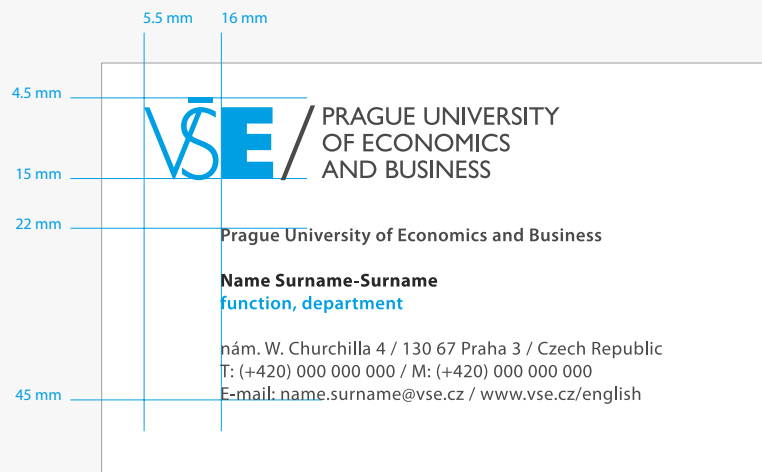 5.5 mm 16 mm
4.5 mm
VŠE / PRAGUE UNIVERSITY
OF ECONOMICS
AND BUSINESS
15 mm
22 mm
Prague University of Economics and Business
Name Surname-Surname
function, department
nám. W. Churchilla 4 / 130 67 Praha 3 / Czech Republic
T: (+420) 000 000 000 / M: (+420) 000 000 000
45 mm
E-mail: name.surname@vse.cz / www.vse.cz/english